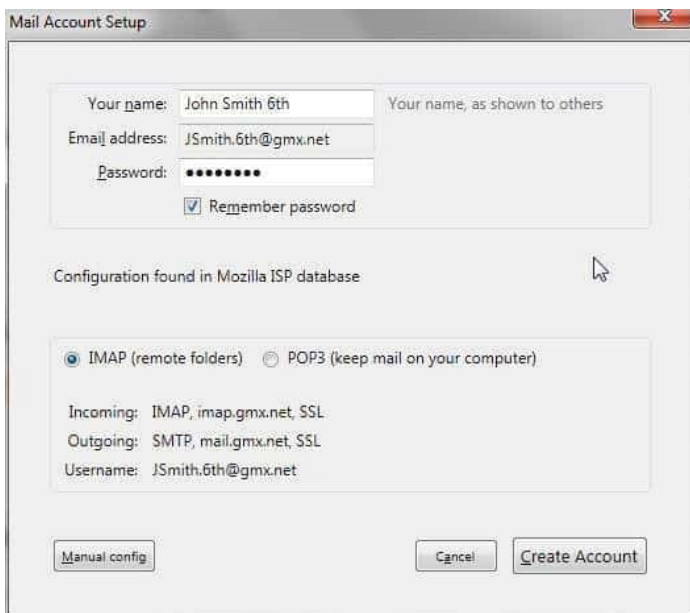 Mail Account Setup
Your name: John Smith 6th Your name, as shown to others
Email address: JSmith.6th@gmx.net
Password: ●●●●●●●●
Remember password
Configuration found in Mozilla ISP database
IMAP (remote folders) POP3 (keep mail on your computer)
Incoming: IMAP, imap.gmx.net, SSL
Outgoing: SMTP, mail.gmx.net, SSL
Username: JSmith.6th@gmx.net
Manual config Cancel Create Account